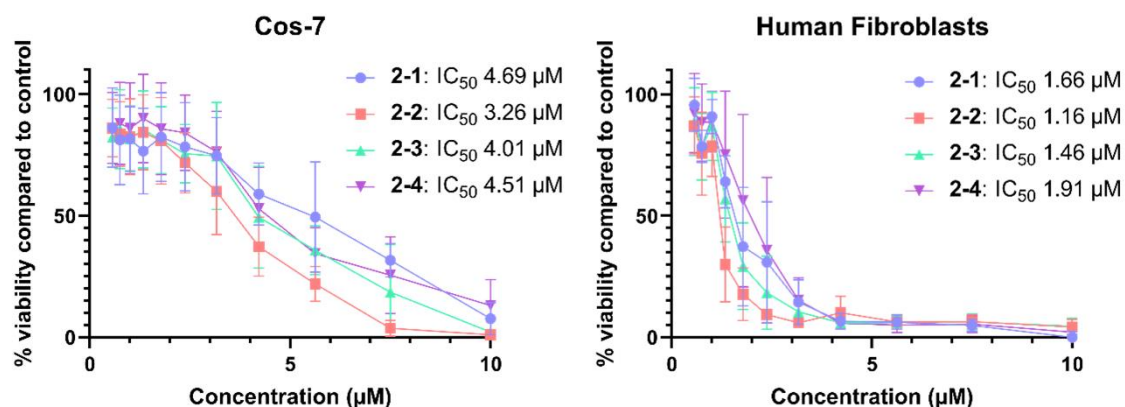 Cos-7
% viability compared to control
100
50
0
0
5
10
Concentration (µM)
2-1: IC50 4.69 µM
2-2: IC50 3.26 µM
2-3: IC50 4.01 µM
2-4: IC50 4.51 µM
Human Fibroblasts
% viability compared to control
100
50
0
0
5
10
Concentration (µM)
2-1: IC50 1.66 µM
2-2: IC50 1.16 µM
2-3: IC50 1.46 µM
2-4: IC50 1.91 µM